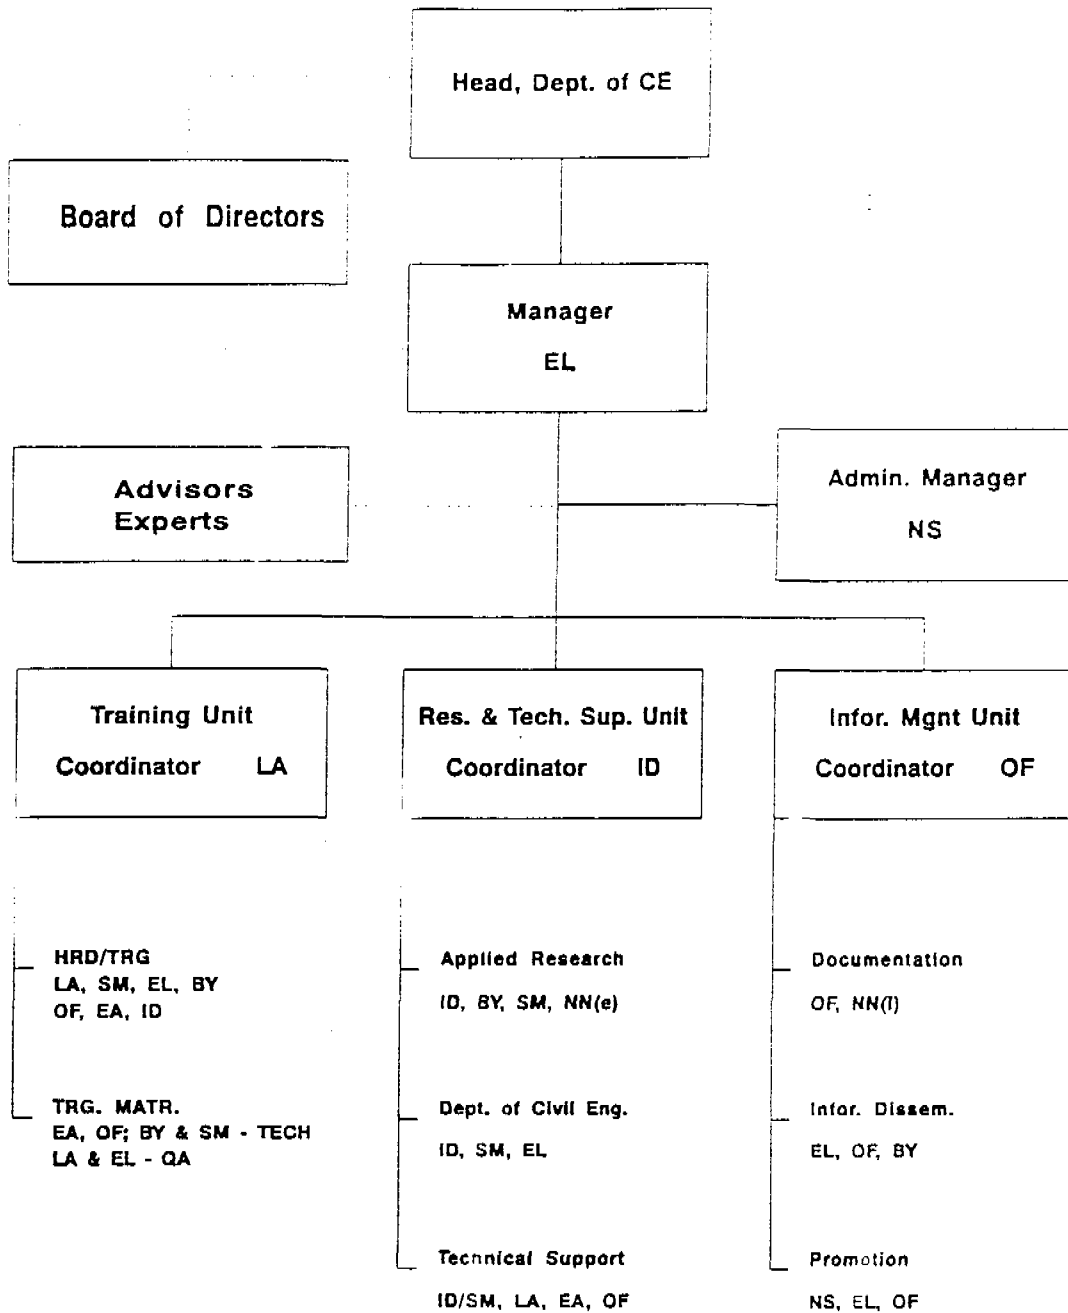 Head, Dept. of CE
Board of Directors
Manager
EL
Advisors
Experts
Admin. Manager
NS
Training Unit
Coordinator LA
Res. & Tech. Sup. Unit
Coordinator ID
Infor. Mgnt Unit
Coordinator OF
HRD/TRG
LA, SM, EL, BY
OF, EA, ID
TRG. MATR.
EA, OF; BY & SM - TECH
LA & EL - QA
Applied Research
ID, BY, SM, NN(e)
Dept. of Civil Eng.
ID, SM, EL
Technical Support
ID/SM, LA, EA, OF
Documentation
OF, NN(l)
Infor. Dissem.
EL, OF, BY
Promotion
NS, EL, OF